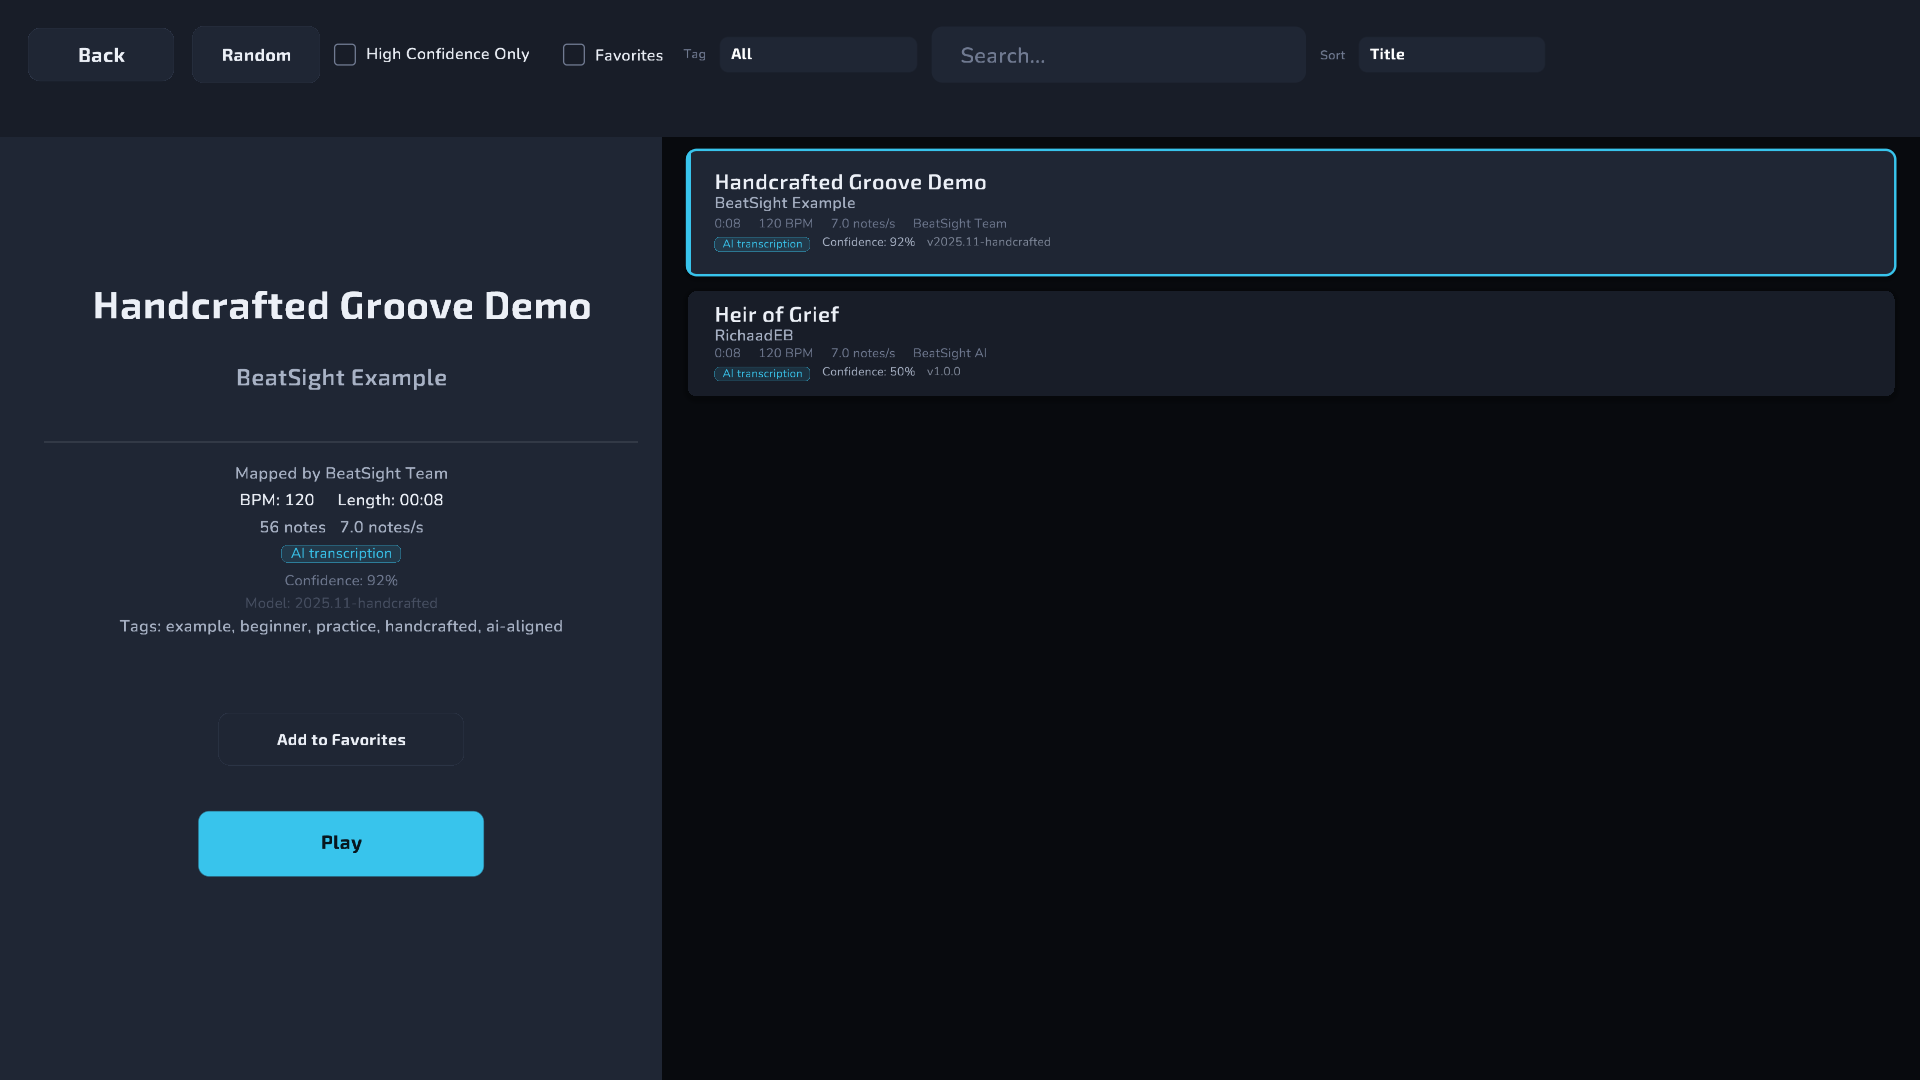 Back Random High Confidence Only Favorites Tag All Search... Sort Title
Handcrafted Groove Demo
BeatSight Example
Mapped by BeatSight Team
BPM: 120 Length: 00:08
56 notes 7.0 notes/s
AI transcription
Confidence: 92%
Model: 2025.11-handcrafted
Tags: example, beginner, practice, handcrafted, ai-aligned
Add to Favorites
Play
Handcrafted Groove Demo
BeatSight Example
0:08 120 BPM 7.0 notes/s BeatSight Team
AI transcription Confidence: 92% v2025.11-handcrafted
Heir of Grief
RichaadEB
0:08 120 BPM 7.0 notes/s BeatSight AI
AI transcription Confidence: 50% v1.0.0